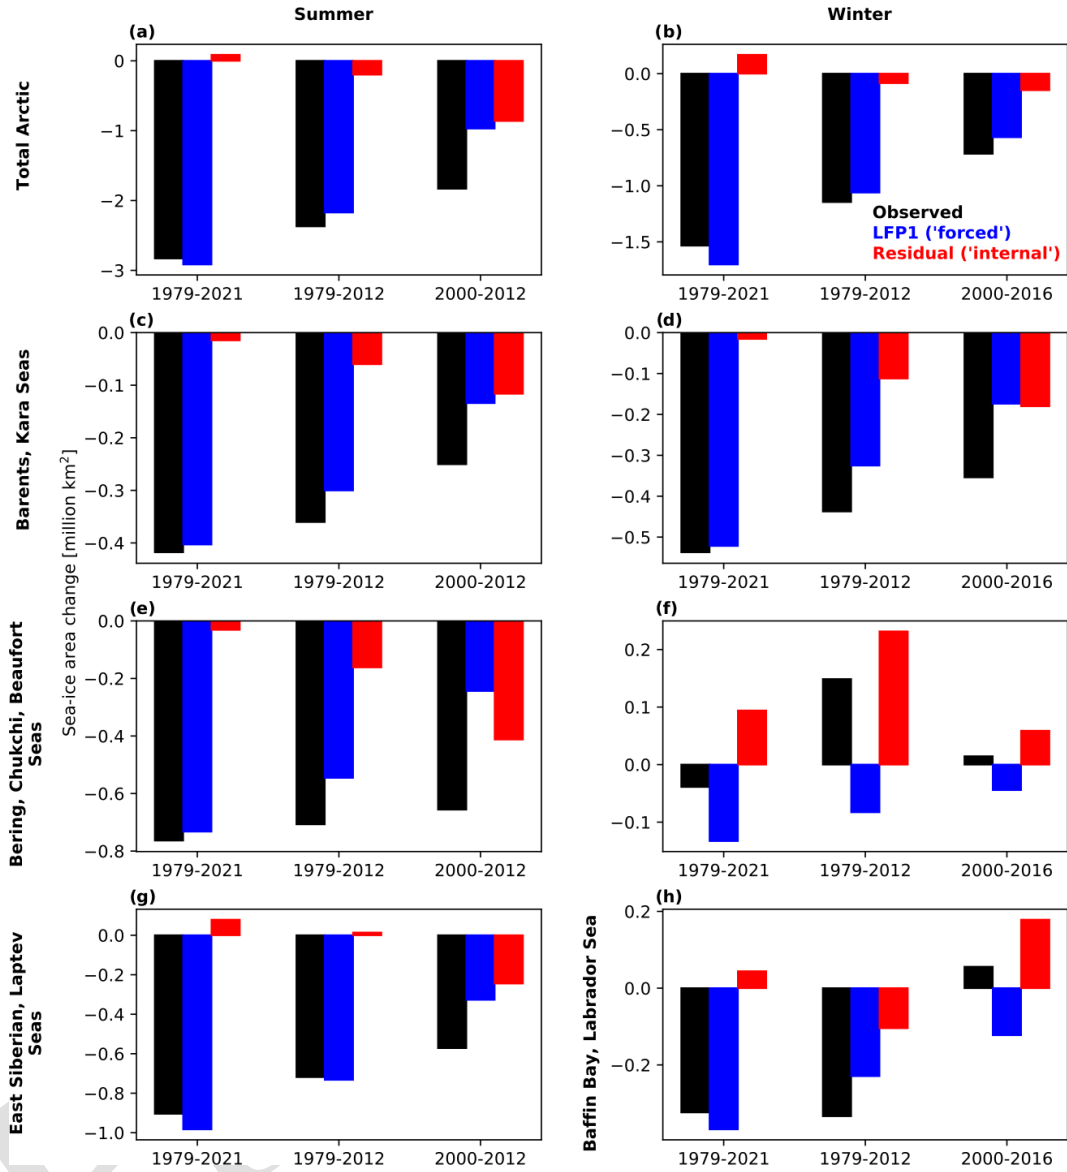 Summer
Winter
(a)
(b)
Total Arctic
0
−1
−2
−3
1979-2021
1979-2012
2000-2012
0.0
−0.5
−1.0
−1.5
Observed
LFP1 ('forced')
Residual ('internal')
1979-2021
1979-2012
2000-2016
(c)
(d)
Barents, Kara Seas
Sea-ice area change [million km²]
0.0
−0.1
−0.2
−0.3
−0.4
1979-2021
1979-2012
2000-2012
0.0
−0.1
−0.2
−0.3
−0.4
−0.5
1979-2021
1979-2012
2000-2016
(e)
(f)
Bering, Chukchi, Beaufort
Seas
0.0
−0.2
−0.4
−0.6
−0.8
1979-2021
1979-2012
2000-2012
0.2
0.1
0.0
−0.1
1979-2021
1979-2012
2000-2016
(g)
(h)
East Siberian, Laptev
Seas
0.0
−0.2
−0.4
−0.6
−0.8
−1.0
1979-2021
1979-2012
2000-2012
Baffin Bay, Labrador Sea
0.2
0.0
−0.2
1979-2021
1979-2012
2000-2016